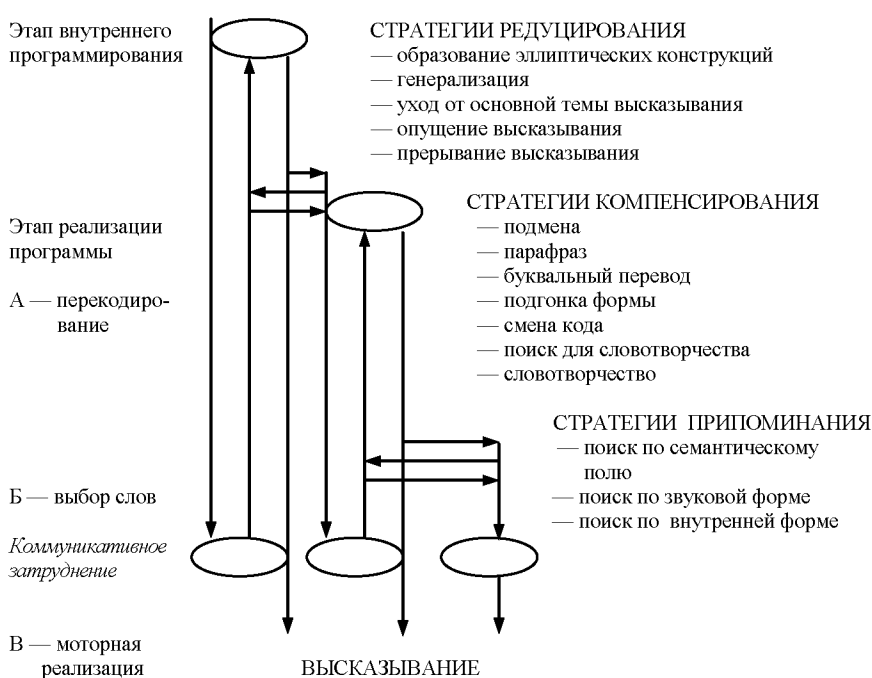 Этап внутреннего
программирования
СТРАТЕГИИ РЕДУЦИРОВАНИЯ
— образование эллиптических конструкций
— генерализация
— уход от основной темы высказывания
— опущение высказывания
— прерывание высказывания
Этап реализации
программы
А — перекодиро-
вание
СТРАТЕГИИ КОМПЕНСИРОВАНИЯ
— подмена
— парафраз
— буквальный перевод
— подгонка формы
— смена кода
— поиск для словотворчества
— словотворчество
СТРАТЕГИИ ПРИПОМИНАНИЯ
— поиск по семантическому
полю
— поиск по звуковой форме
— поиск по внутренней форме
Б — выбор слов
Коммуникативное
затруднение
В — моторная
реализация
ВЫСКАЗЫВАНИЕ